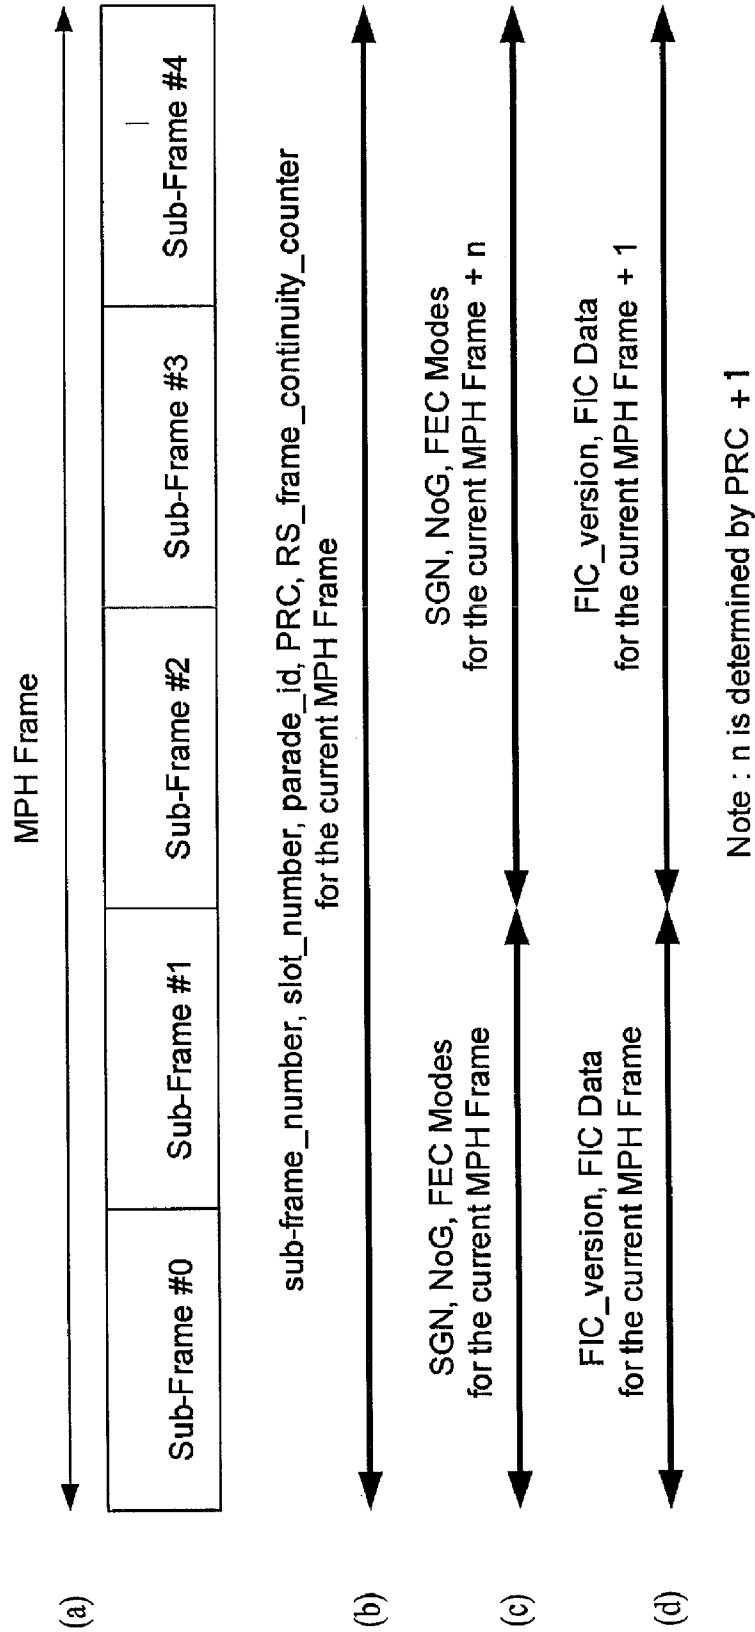 MPH Frame
(a)
Sub-Frame #0
Sub-Frame #1
Sub-Frame #2
Sub-Frame #3
Sub-Frame #4
sub-frame_number, slot_number, parade_id, PRC, RS_frame_continuity_counter
for the current MPH Frame
(b)
SGN, NoG, FEC Modes
for the current MPH Frame
SGN, NoG, FEC Modes
for the current MPH Frame + n
(c)
FIC_version, FIC Data
for the current MPH Frame
FIC_version, FIC Data
for the current MPH Frame + 1
(d)
Note : n is determined by PRC +1